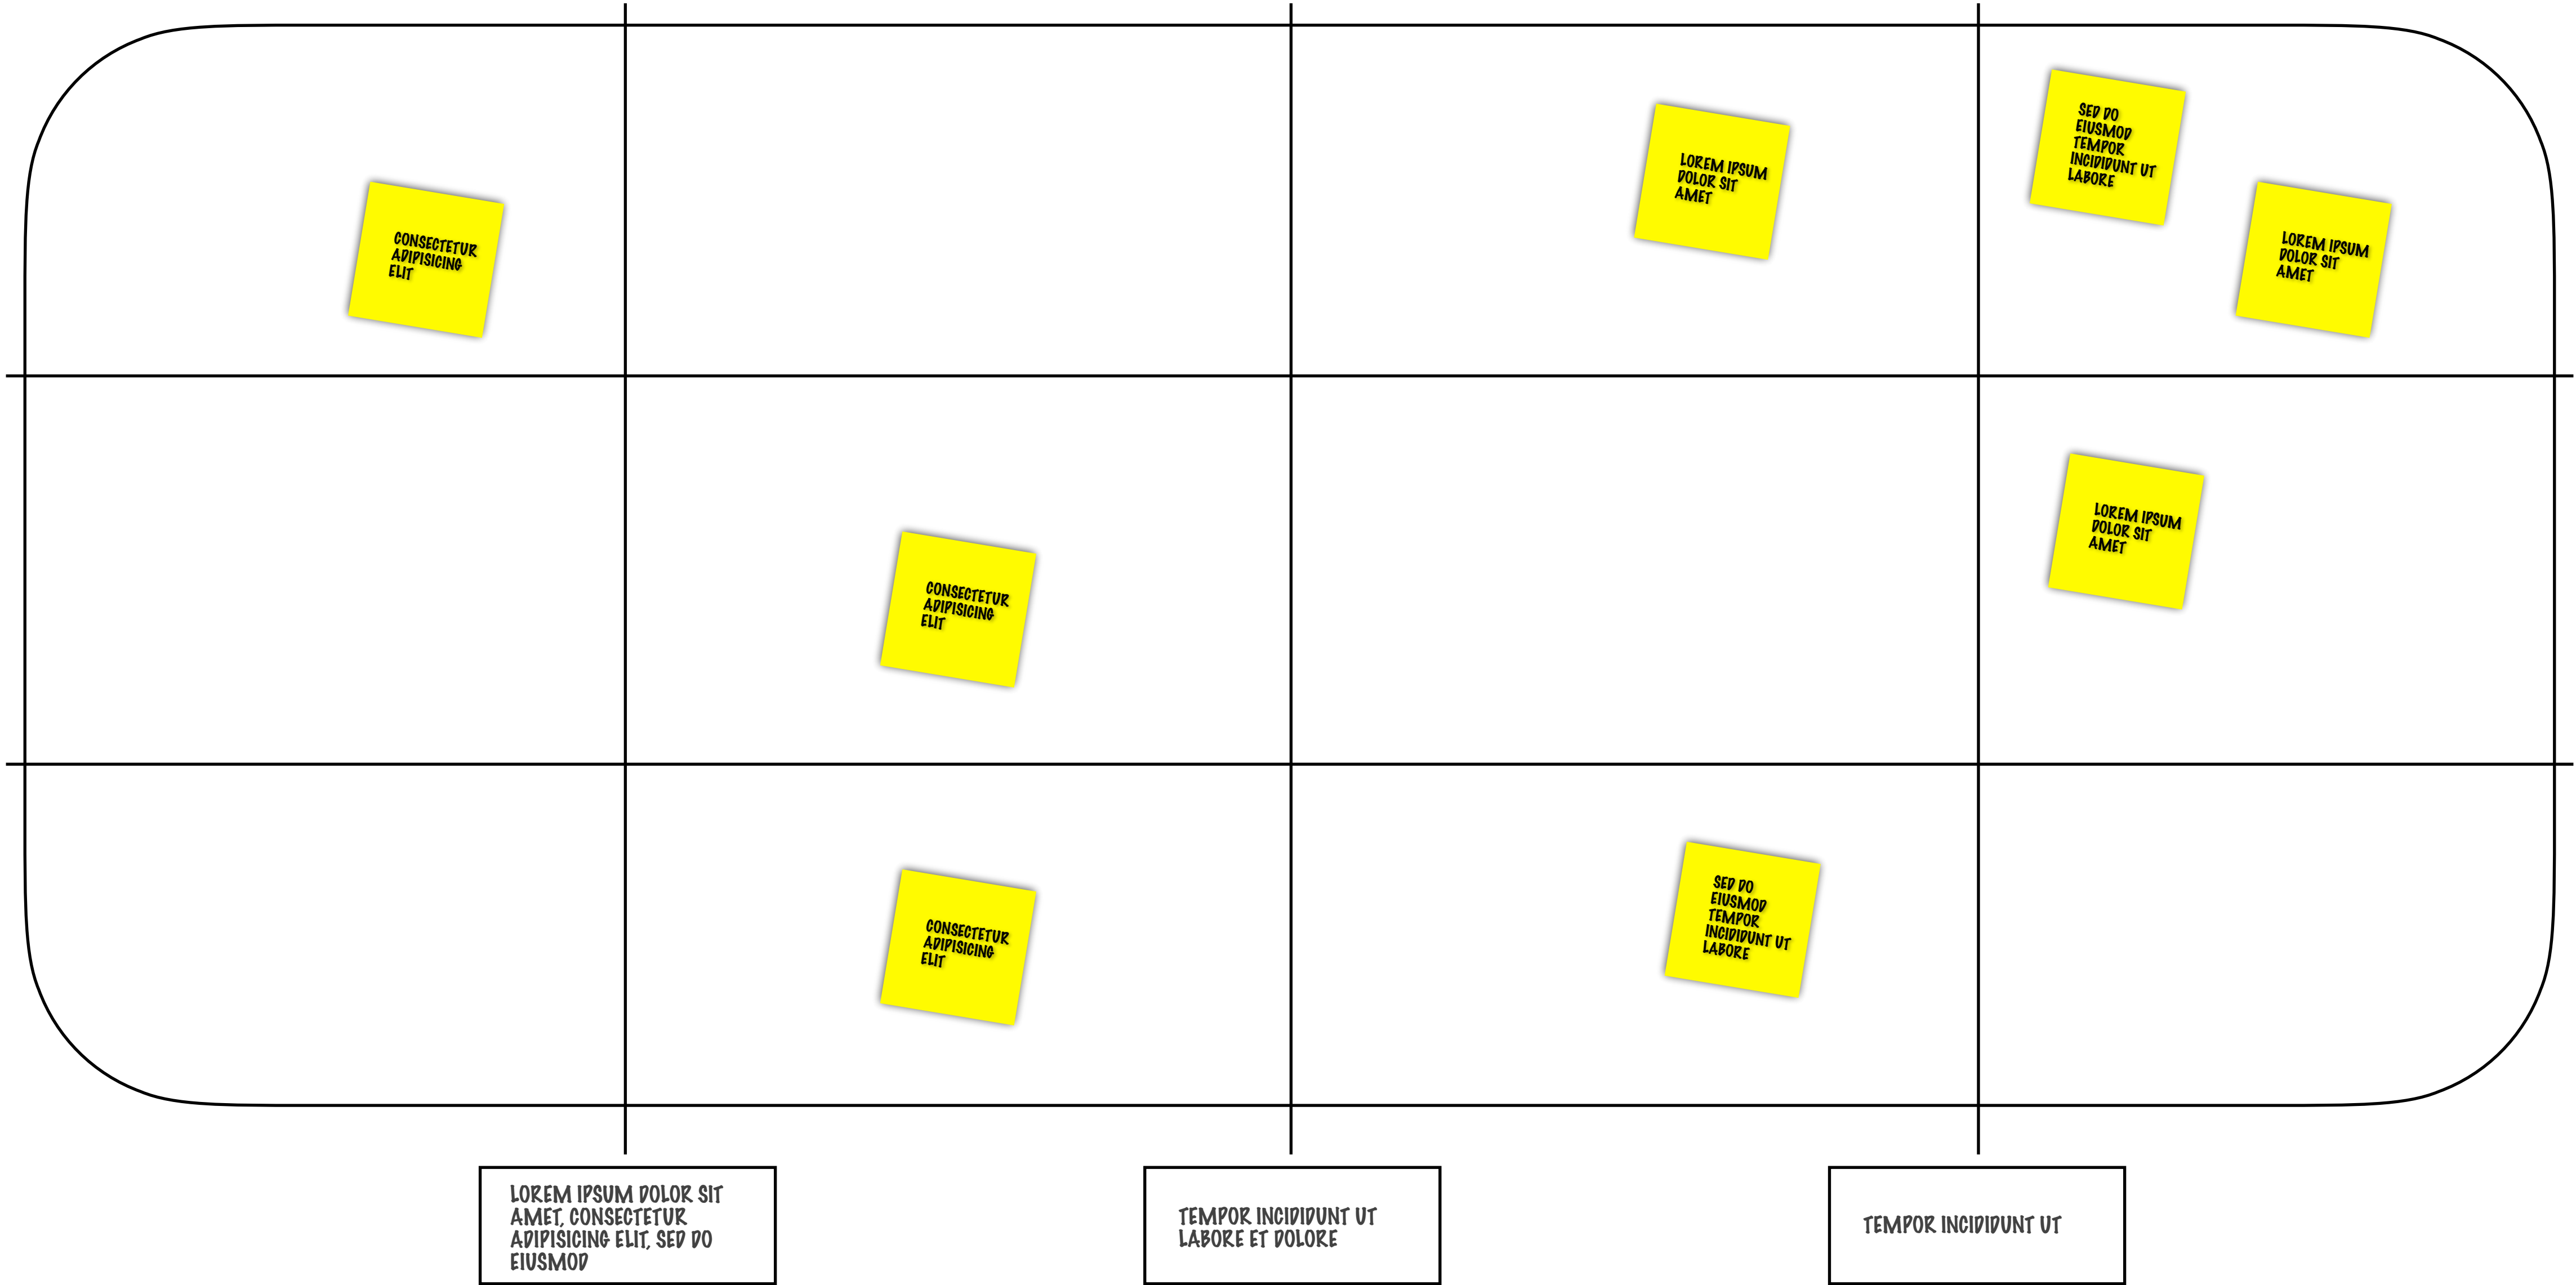 SED DO
EIUSMOD
TEMPOR
INCIDIDUNT UT
LABORE
LOREM IPSUM
DOLOR SIT
AMET
CONSECTETUR
ADIPISICING
ELIT
LOREM IPSUM
DOLOR SIT
AMET
CONSECTETUR
ADIPISICING
ELIT
LOREM IPSUM
DOLOR SIT
AMET
CONSECTETUR
ADIPISICING
ELIT
SED DO
EIUSMOD
TEMPOR
INCIDIDUNT UT
LABORE
LOREM IPSUM DOLOR SIT
AMET, CONSECTETUR
ADIPISICING ELIT, SED DO
EIUSMOD
TEMPOR INCIDIDUNT UT
LABORE ET DOLORE
TEMPOR INCIDIDUNT UT